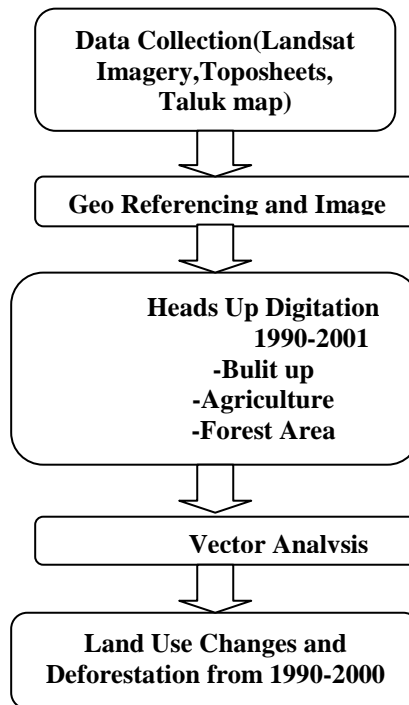 Data Collection(Landsat
Imagery,Toposheets,
Taluk map)
Geo Referencing and Image
Heads Up Digitation
1990-2001
-Bulit up
-Agriculture
-Forest Area
Vector Analysis
Land Use Changes and
Deforestation from 1990-2000